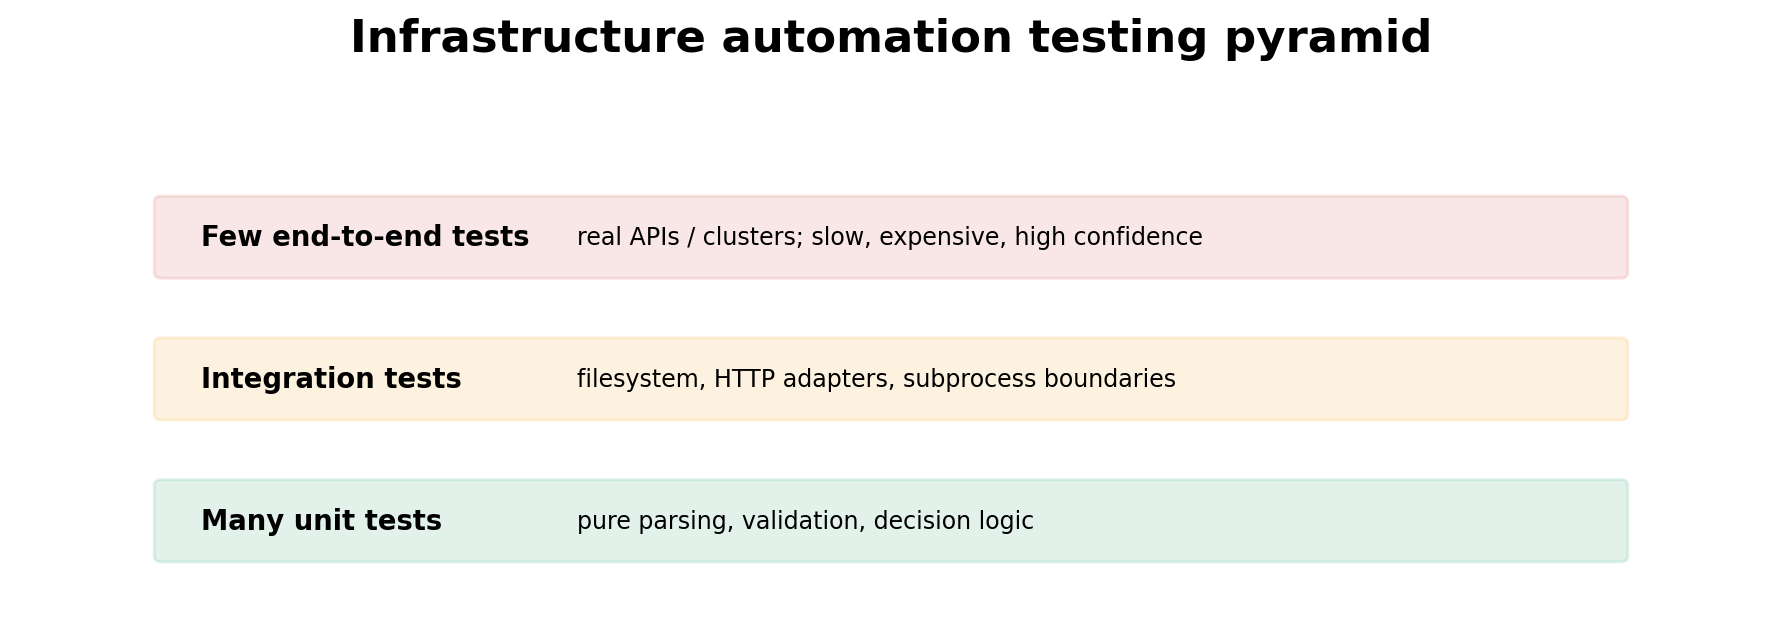 Infrastructure automation testing pyramid
Few end-to-end tests real APIs / clusters; slow, expensive, high confidence
Integration tests filesystem, HTTP adapters, subprocess boundaries
Many unit tests pure parsing, validation, decision logic